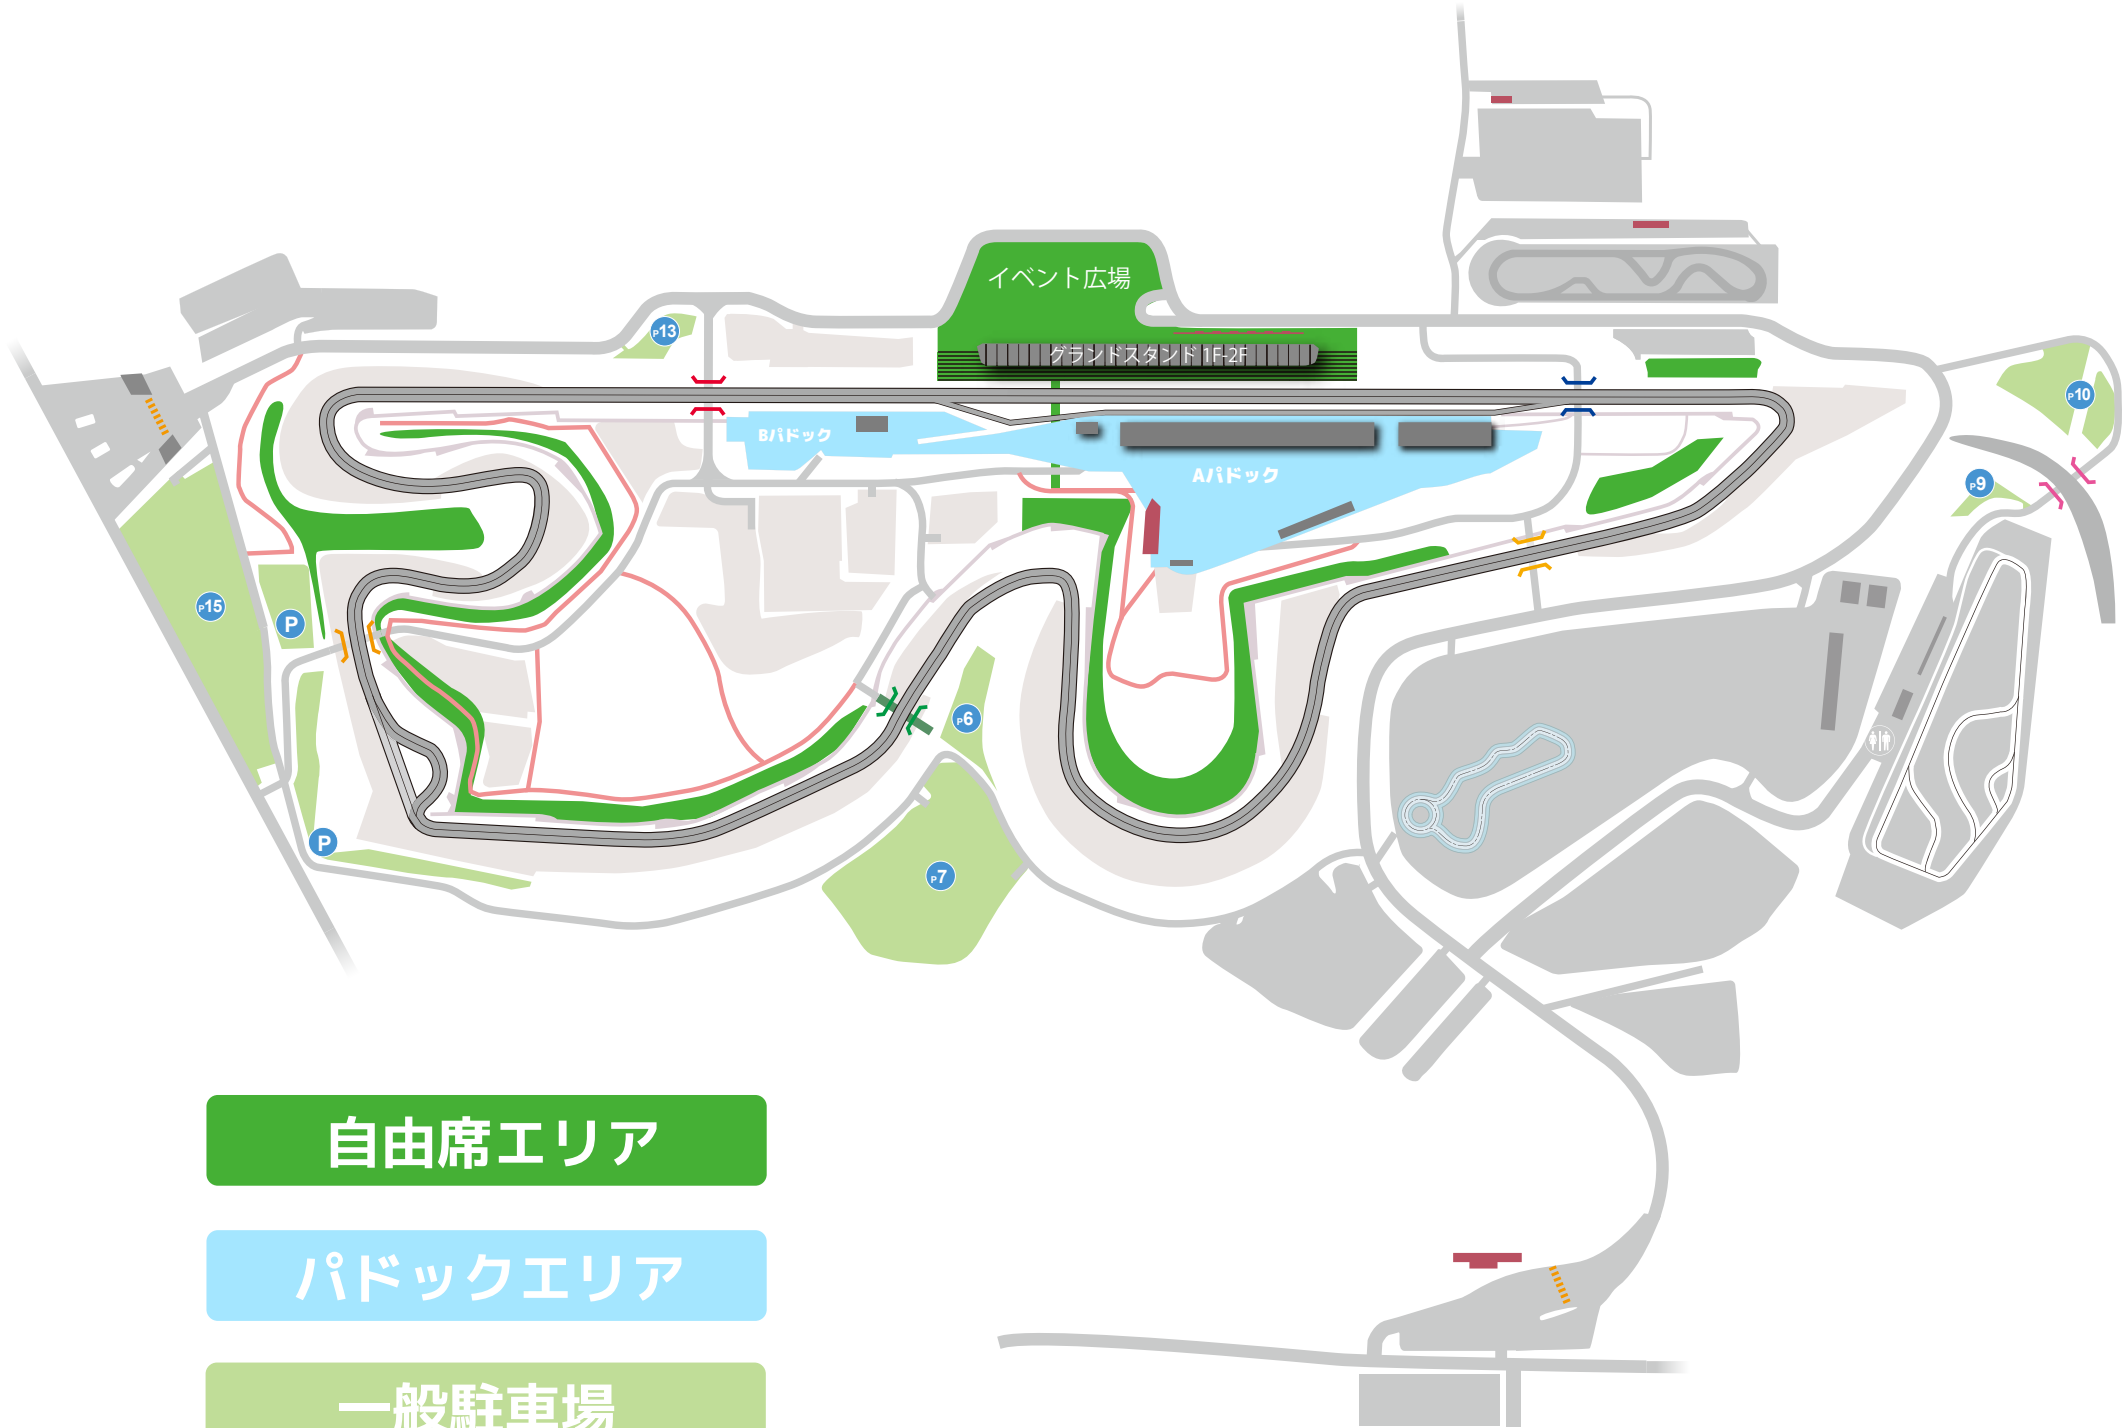 イベント広場
P13
グランドスタンド 1F-2F
P10
Bパドック
Aパドック
P9
P15
P
P6
P
P7
自由席エリア
パドックエリア
一般駐車場